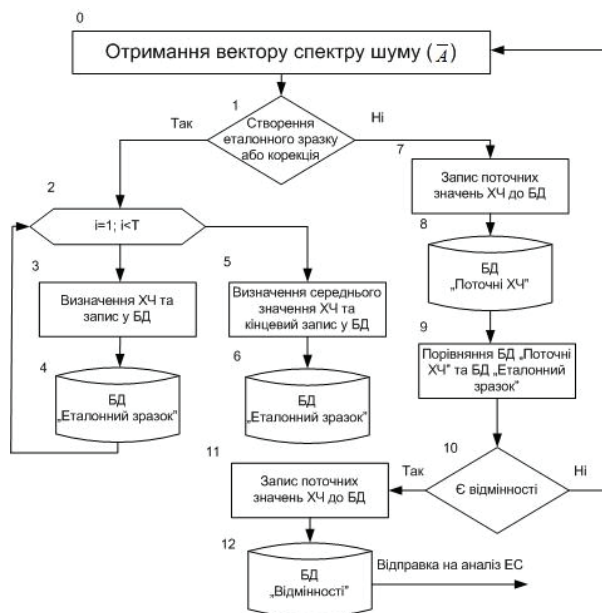 0
Отримання вектору спектру шуму (A̅)
1
Створення
еталонного зразку
або корекція
Так
Ні
2
i=1; i<T
3
Визначення ХЧ та
запис у БД
4
БД
„Еталонний зразок”
5
Визначення середнього
значення ХЧ та
кінцевий запис у БД
6
БД
„Еталонний зразок”
7
Запис поточних
значень ХЧ до БД
8
БД
„Поточні ХЧ”
9
Порівняння БД „Поточні
ХЧ” та БД „Еталонний
зразок”
10
Є відмінності
Так
Ні
11
Запис поточних
значень ХЧ до БД
12
БД
„Відмінності”
Відправка на аналіз ЕС